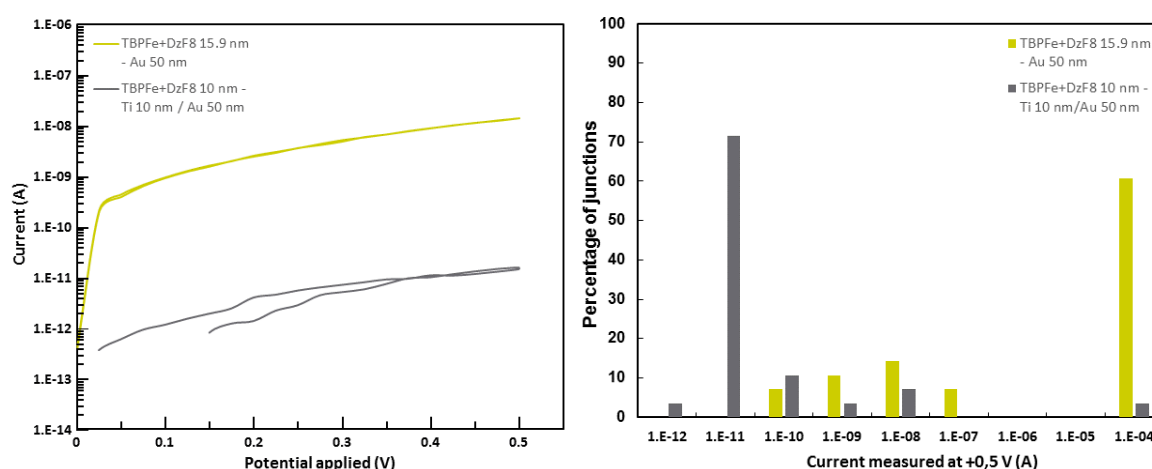 1.E-06
1.E-07
1.E-08
1.E-09
1.E-10
1.E-11
1.E-12
1.E-13
1.E-14
Current (A)
TBPFe+DzF8 15.9 nm
- Au 50 nm
TBPFe+DzF8 10 nm -
Ti 10 nm / Au 50 nm
0
0.1
0.2
0.3
0.4
0.5
Potential applied (V)
100
90
80
70
60
50
40
30
20
10
0
Percentage of junctions
TBPFe+DzF8 15.9 nm
- Au 50 nm
TBPFe+DzF8 10 nm -
Ti 10 nm/Au 50 nm
1.E-12
1.E-11
1.E-10
1.E-09
1.E-08
1.E-07
1.E-06
1.E-05
1.E-04
Current measured at +0,5 V (A)